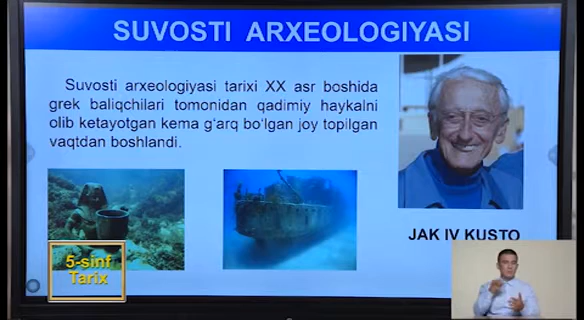 SUVOSTI ARXEOLOGIYASI
Suvosti arxeologiyasi tarixi XX asr boshida
grek baliqchilari tomonidan qadimiy haykalni
olib ketayotgan kema g‘arq bo‘lgan joy topilgan
vaqtdan boshlandi.
JAK IV KUSTO
5-sinf
Tarix